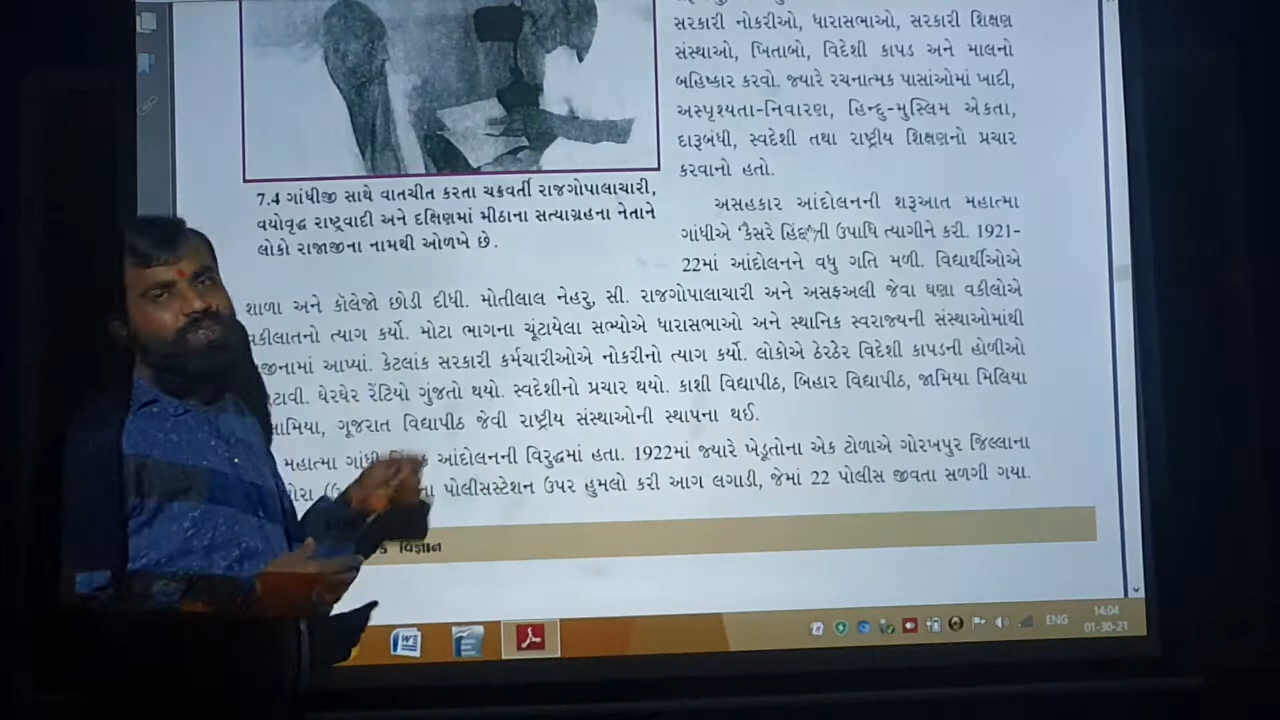 સરકારી નોકરીઓ, ધારાસભાઓ, સરકારી શિક્ષણ
સંસ્થાઓ, ખિતાબો, વિદેશી કાપડ અને માલનો
બહિષ્કાર કરવો. જ્યારે રચનાત્મક પાસાંઓમાં ખાદી,
અસ્પૃશ્યતા-નિવારણ, હિન્દુ-મુસ્લિમ એકતા,
દારૂબંધી, સ્વદેશી તથા રાષ્ટ્રીય શિક્ષણનો પ્રચાર
કરવાનો હતો.
7.4 ગાંધીજી સાથે વાતચીત કરતા ચક્રવર્તી રાજગોપાલાચારી,
વયોવૃદ્ધ રાષ્ટ્રવાદી અને દક્ષિણમાં મીઠાના સત્યાગ્રહના નેતાને
લોકો રાજાજીના નામથી ઓળખે છે.
અસહકાર આંદોલનની શરૂઆત મહાત્મા
ગાંધીએ 'કૈસરે હિંદ'ની ઉપાધિ ત્યાગીને કરી. 1921-
22માં આંદોલનને વધુ ગતિ મળી. વિદ્યાર્થીઓએ
શાળા અને કૉલેજો છોડી દીધી. મોતીલાલ નેહરુ, સી. રાજગોપાલાચારી અને અસફઅલી જેવા ઘણા વકીલોએ
વકીલાતનો ત્યાગ કર્યો. મોટા ભાગના ચૂંટાયેલા સભ્યોએ ધારાસભાઓ અને સ્થાનિક સ્વરાજ્યની સંસ્થાઓમાંથી
આપ્યાં. કેટલાંક સરકારી કર્મચારીઓએ નોકરીનો ત્યાગ કર્યો. લોકોએ ઠેરઠેર વિદેશી કાપડની હોળીઓ
ઘેરઘેર રેંટિયો ગુંજતો થયો. સ્વદેશીનો પ્રચાર થયો. કાશી વિદ્યાપીઠ, બિહાર વિદ્યાપીઠ, જામિયા મિલિયા
ગૂજરાત વિદ્યાપીઠ જેવી રાષ્ટ્રીય સંસ્થાઓની સ્થાપના થઈ.
મહાત્મા ગાંધી આંદોલનની વિરુદ્ધમાં હતા. 1922માં જ્યારે ખેડૂતોના એક ટોળાએ ગોરખપુર જિલ્લાના
પોલીસસ્ટેશન ઉપર હુમલો કરી આગ લગાડી, જેમાં 22 પોલીસ જીવતા સળગી ગયા.
વિજ્ઞાન
ENG
14:04
01-30-21